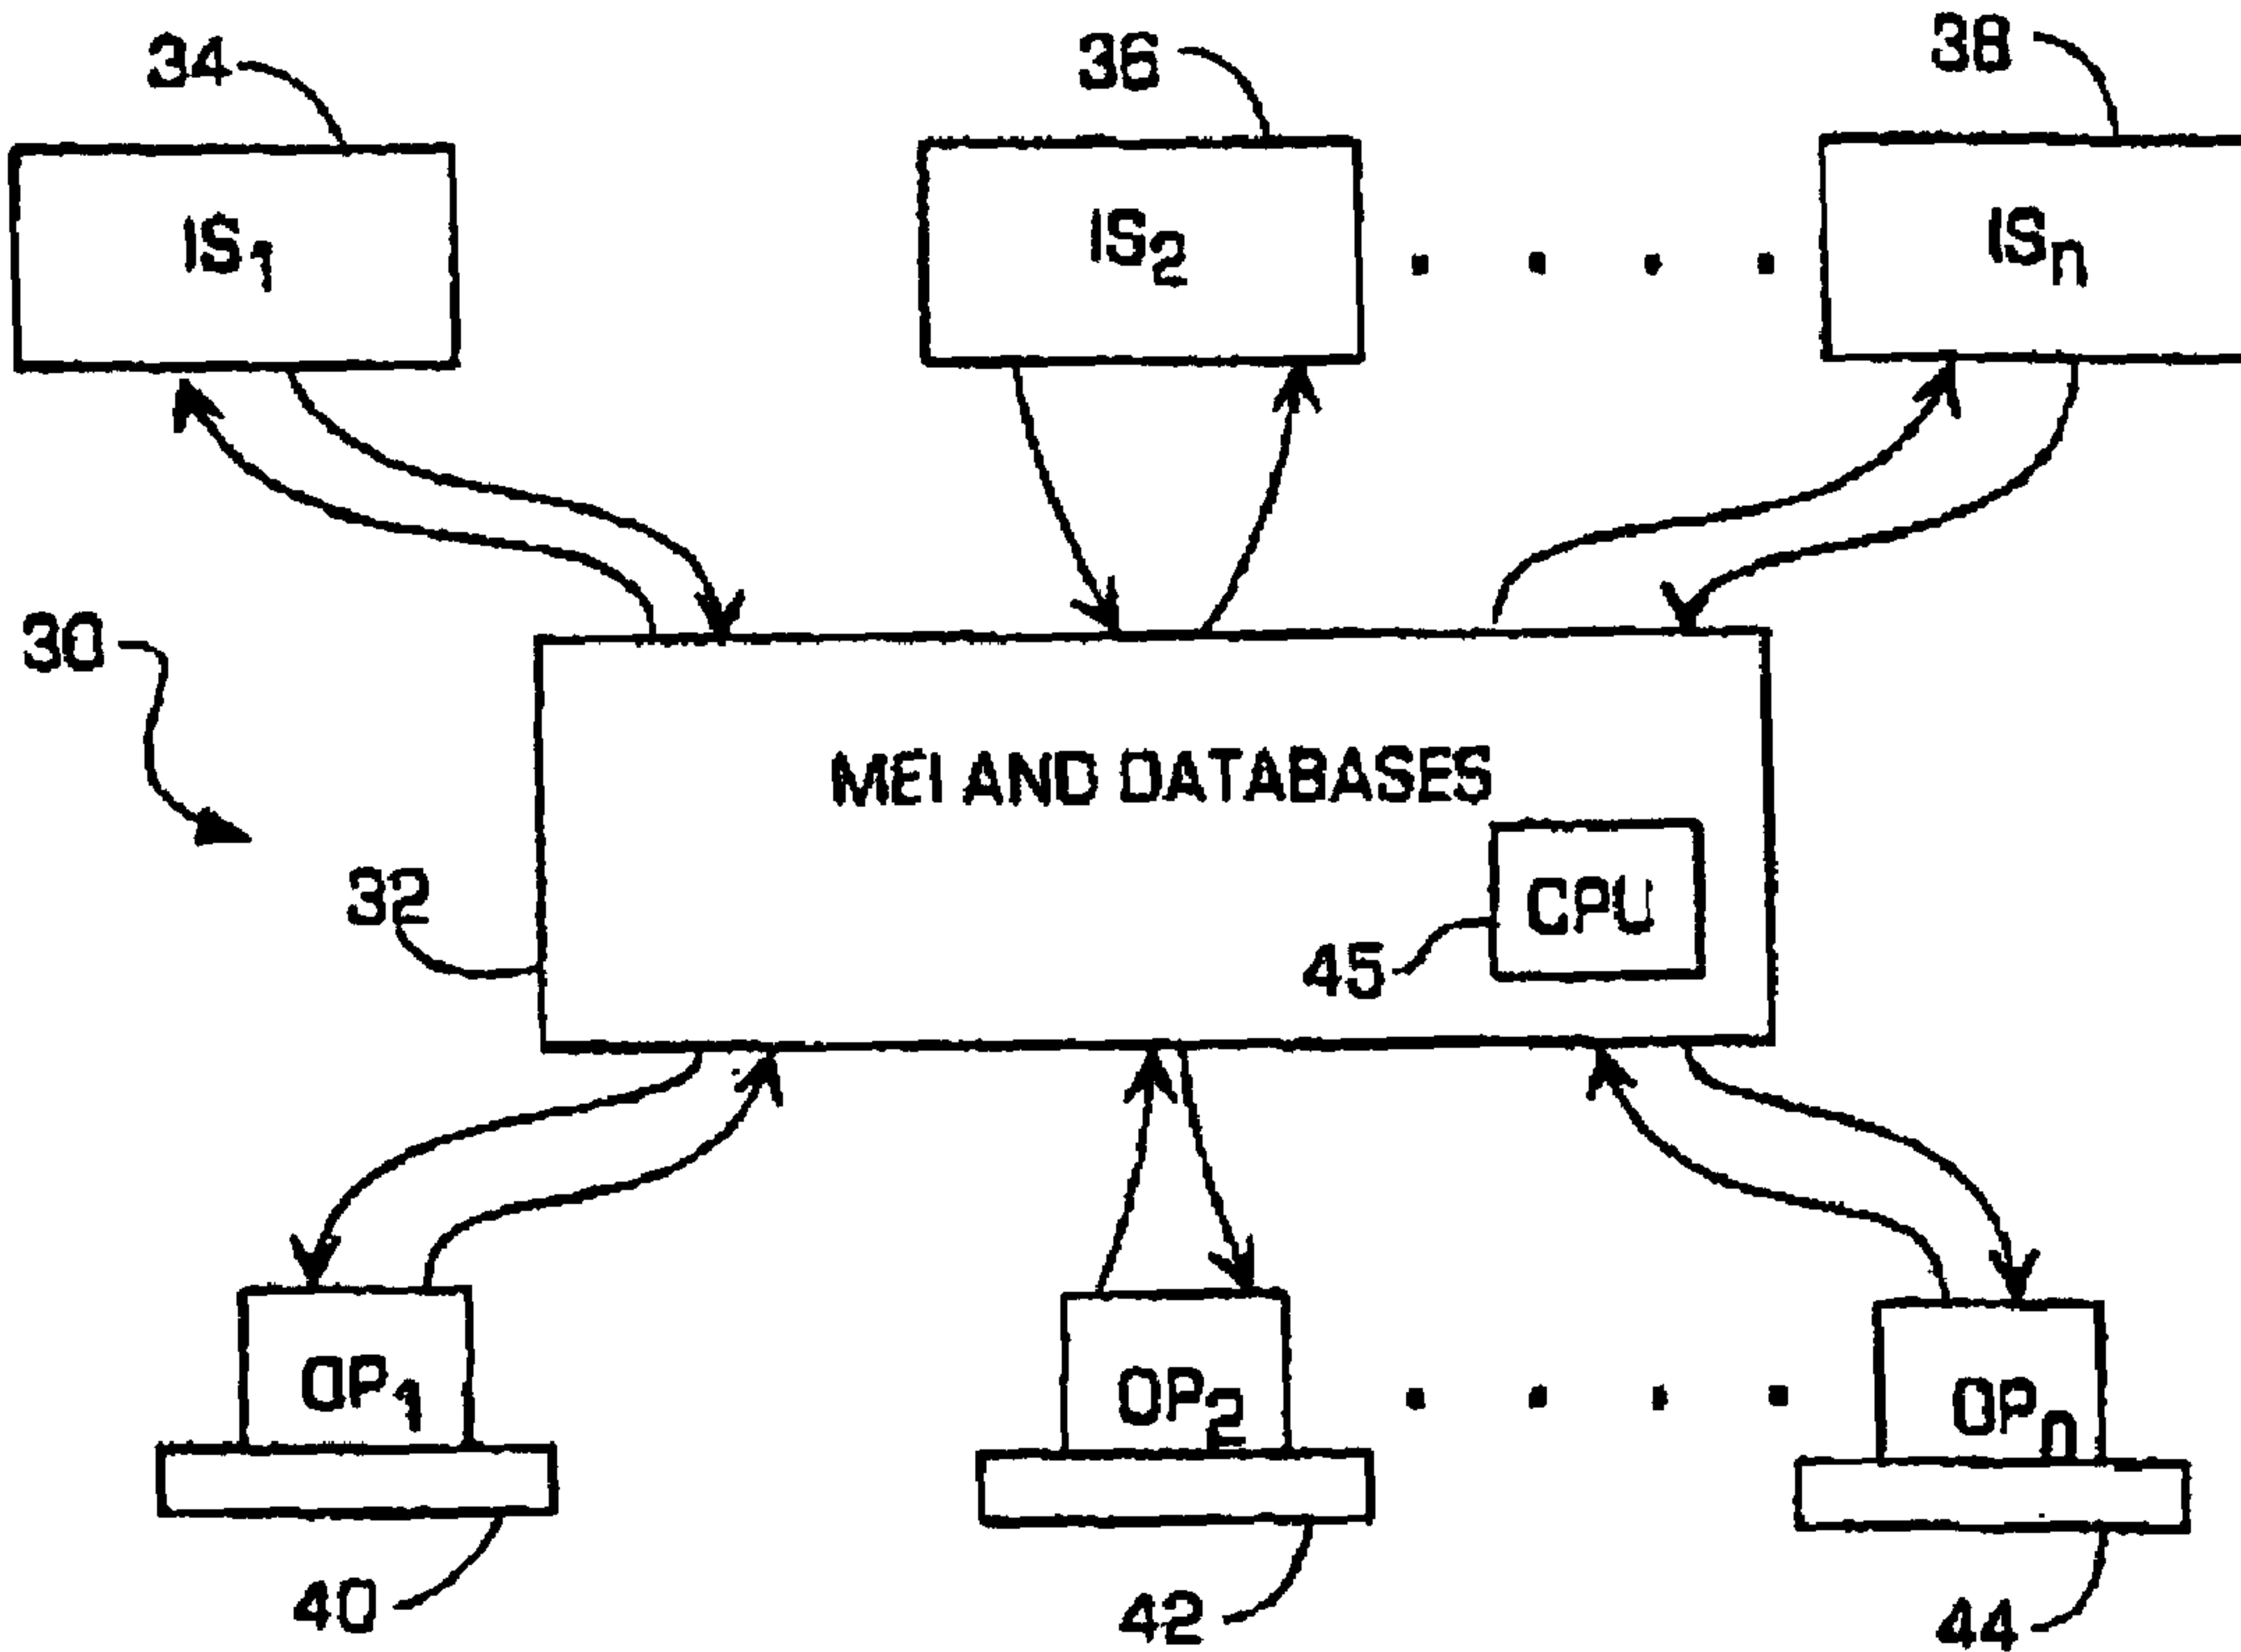 34 36 38
IS1 IS2 ISn
30
MEI AND DATABASES
32 CPU
45
OP1 OP2 OPn
40 42 44